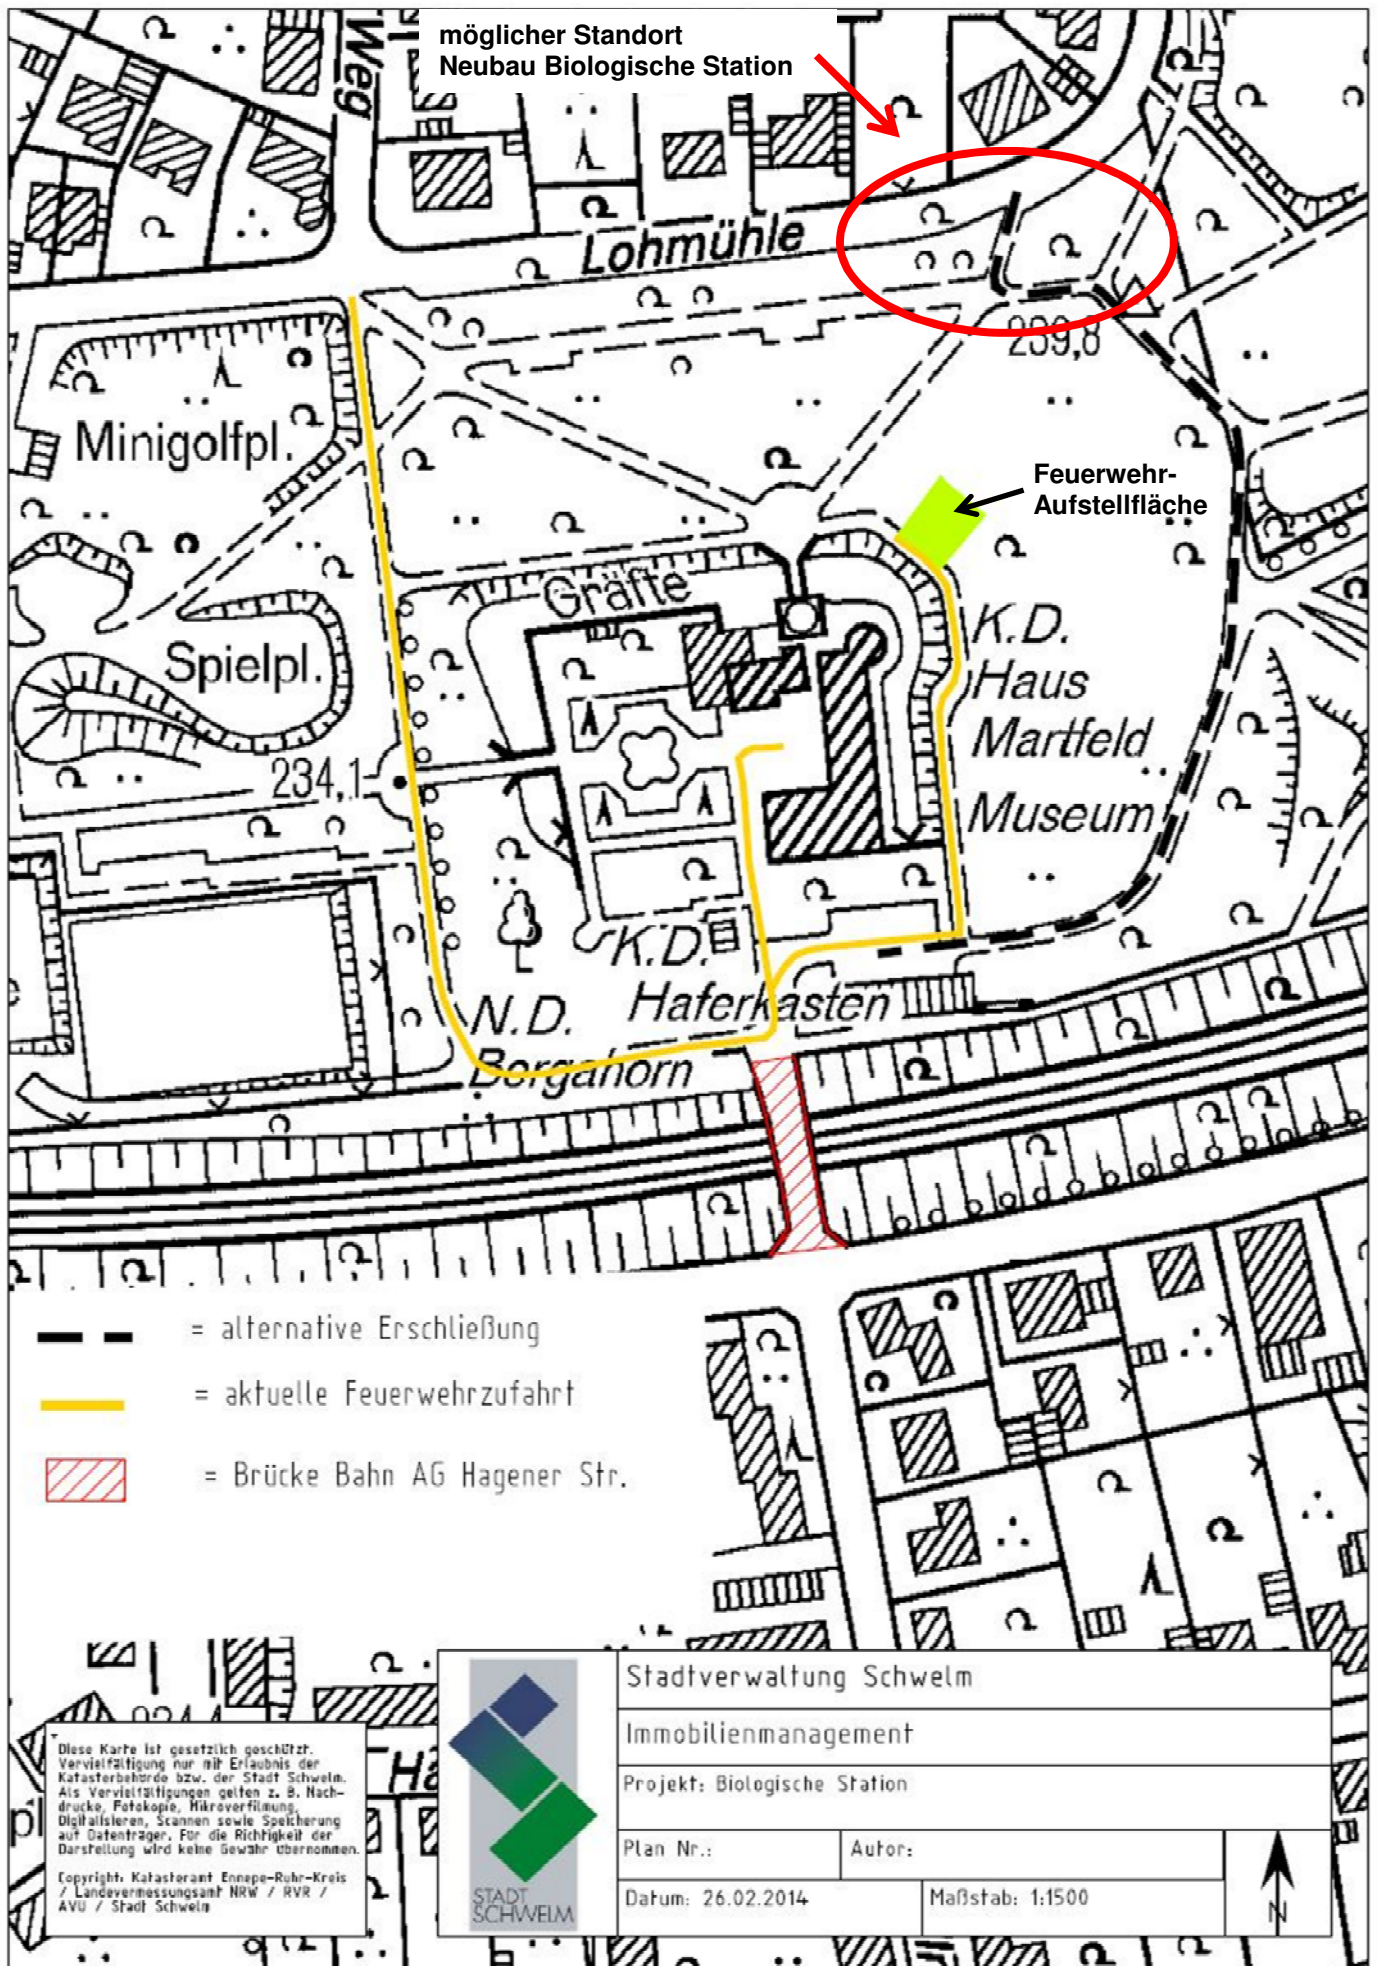 möglicher Standort
Neubau Biologische Station
Weg
Lohmühle
239,8
Minigolfpl.
Feuerwehr-
Aufstellfläche
Gräfte
K.D.
Haus
Martfeld
Museum
Spielpl.
234,1
K.D.
Haferkasten
N.D.
Bergahorn
= alternative Erschließung
= aktuelle Feuerwehrzufahrt
= Brücke Bahn AG Hagener Str.
Diese Karte ist gesetzlich geschützt.
Vervielfältigung nur mit Erlaubnis der
Katasterbehörde bzw. der Stadt Schwelm.
Als Vervielfältigungen gelten z. B. Nach-
drucke, Fotokopie, Mikroverfilmung,
Digitalisieren, Scannen sowie Speicherung
auf Datenträger. Für die Richtigkeit der
Darstellung wird keine Gewähr übernommen.
Copyright: Katasteramt Ennepe-Ruhr-Kreis
/ Landevermessungsamt NRW / RVR /
AVU / Stadt Schwelm
STADT
SCHWELM
Stadtverwaltung Schwelm
Immobilienmanagement
Projekt: Biologische Station
Plan Nr.:
Autor:
Datum: 26.02.2014
Maßstab: 1:1500
N